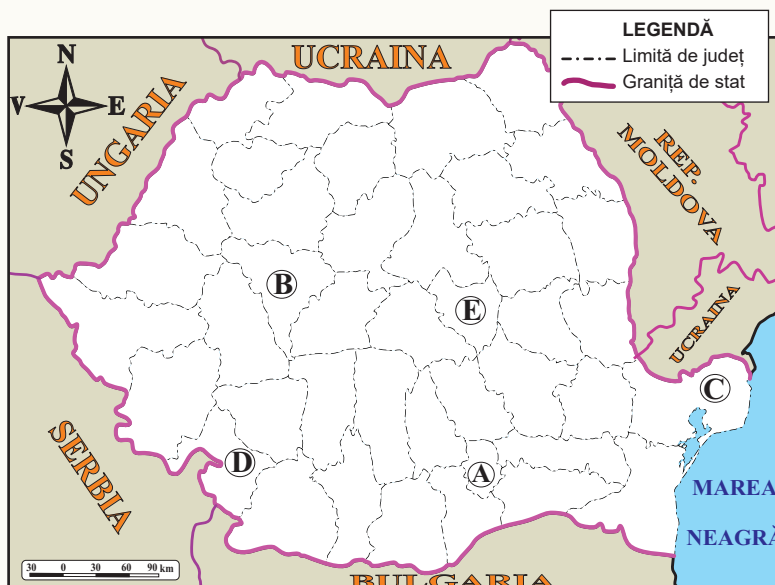 LEGENDĂ
Limită de județ
Graniță de stat
UCRAINA
N
V
E
S
UNGARIA
REP.
MOLDOVA
B
E
UCRAINA
C
SERBIA
D
A
MAREA
NEAGRĂ
30 0 30 60 90 km
BULGARIA